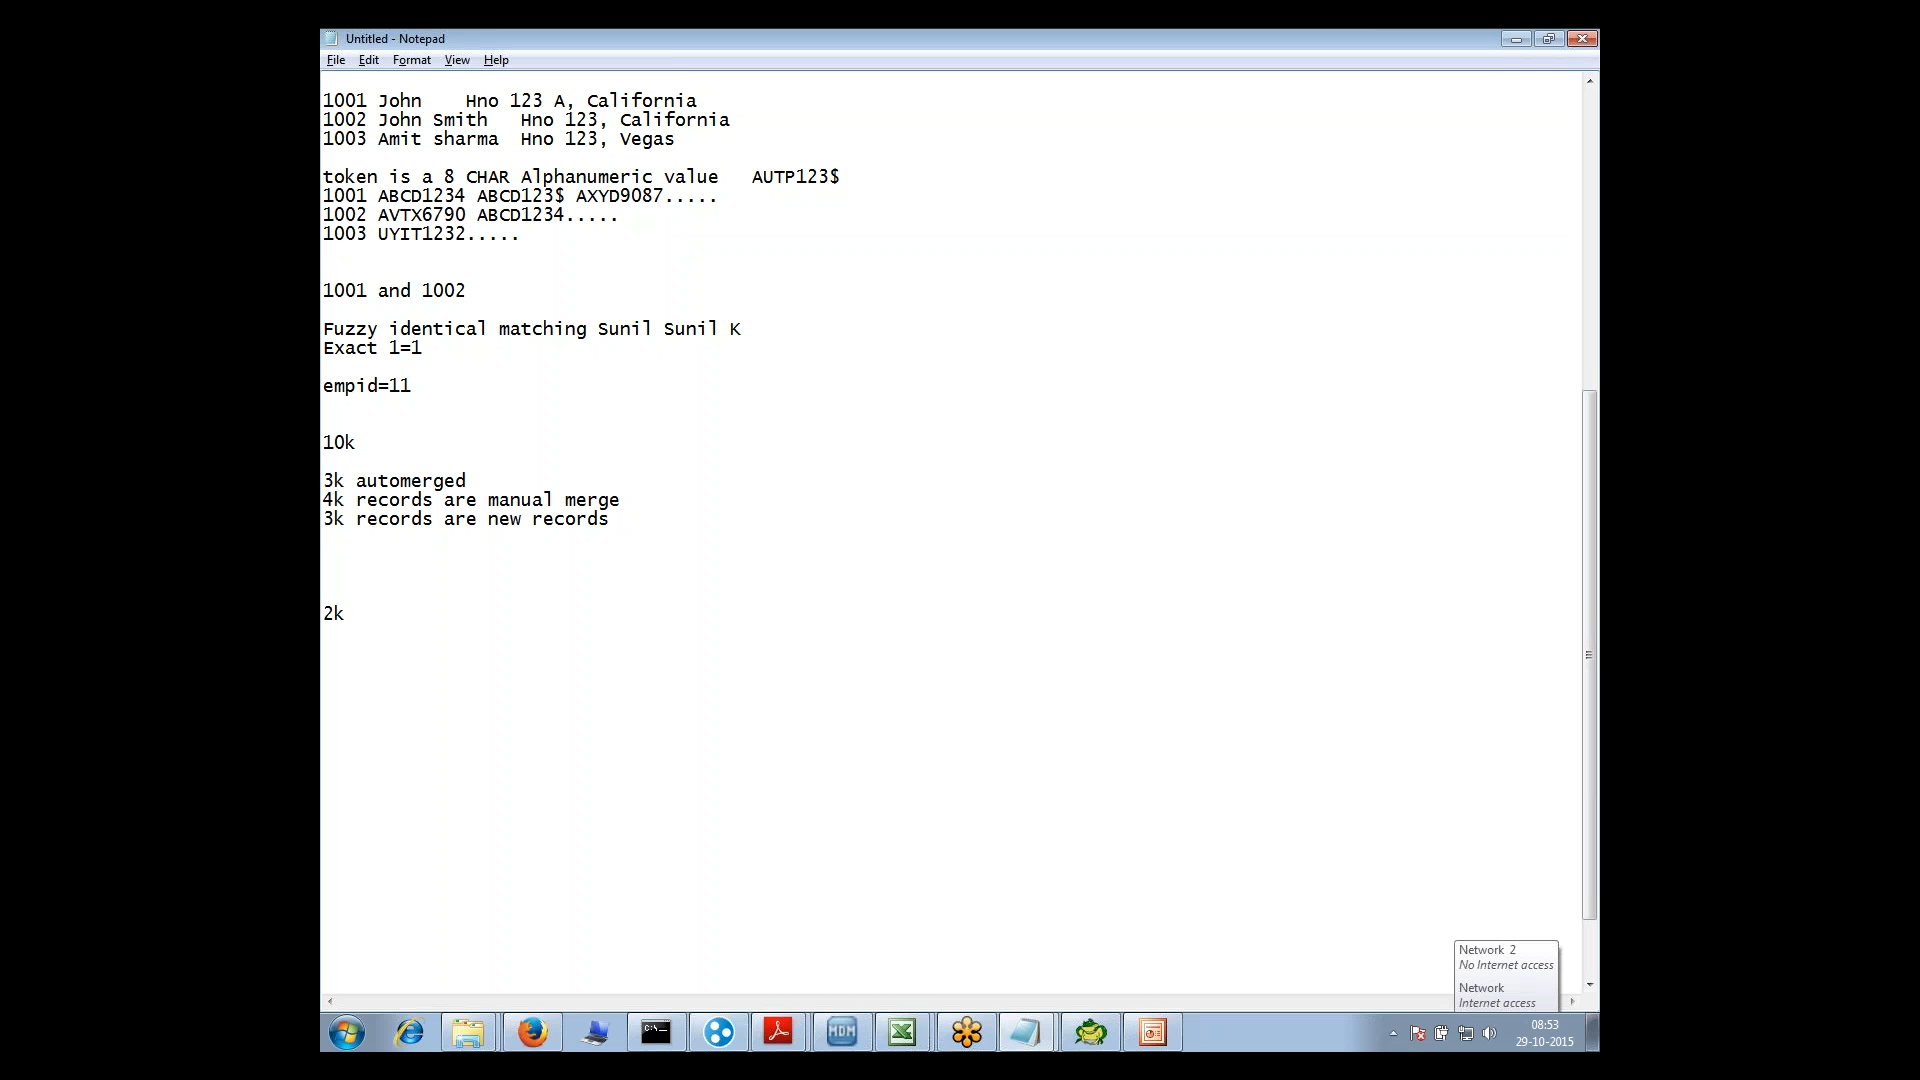 Untitled - Notepad
File Edit Format View Help
1001 John    Hno 123 A, California
1002 John Smith   Hno 123, California
1003 Amit sharma  Hno 123, Vegas
token is a 8 CHAR Alphanumeric value   AUTP123$
1001 ABCD1234 ABCD123$ AXYD9087.....
1002 AVTX6790 ABCD1234.....
1003 UYIT1232.....
1001 and 1002
Fuzzy identical matching Sunil Sunil K
Exact 1=1
empid=11
10k
3k automerged
4k records are manual merge
3k records are new records
2k
Network 2
No Internet access
Network
Internet access
C:\_
MDM
08:53
29-10-2015